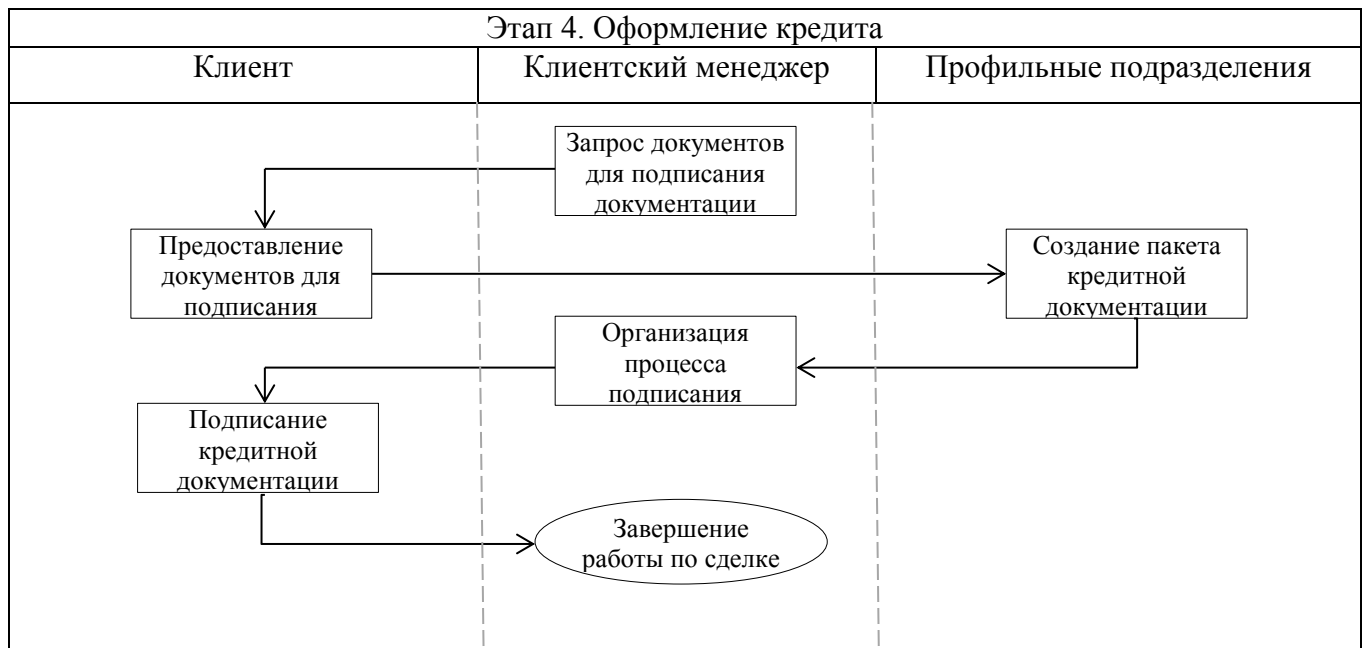 Этап 4. Оформление кредита
Клиент
Клиентский менеджер
Профильные подразделения
Запрос документов
для подписания
документации
Предоставление
документов для
подписания
Создание пакета
кредитной
документации
Организация
процесса
подписания
Подписание
кредитной
документации
Завершение
работы по сделке